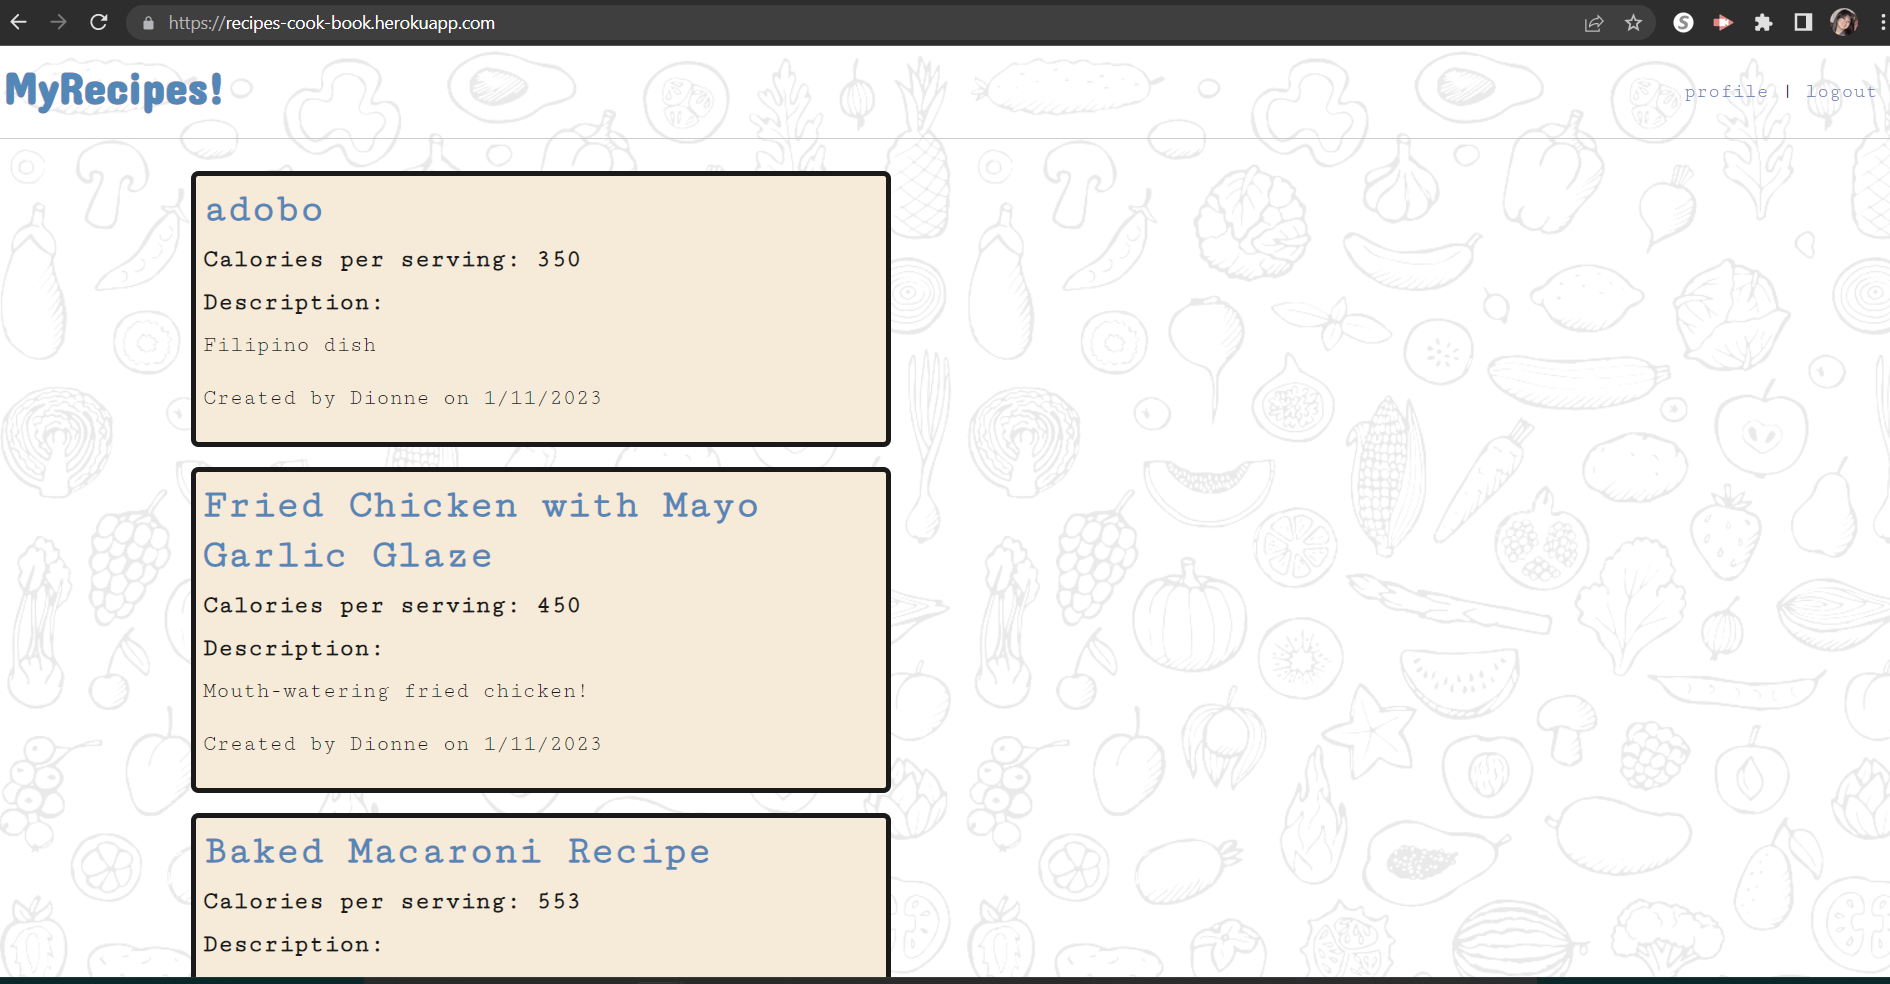 https://recipes-cook-book.herokuapp.com
MyRecipes!
profile | logout
adobo
Calories per serving: 350
Description:
Filipino dish
Created by Dionne on 1/11/2023
Fried Chicken with Mayo
Garlic Glaze
Calories per serving: 450
Description:
Mouth-watering fried chicken!
Created by Dionne on 1/11/2023
Baked Macaroni Recipe
Calories per serving: 553
Description: